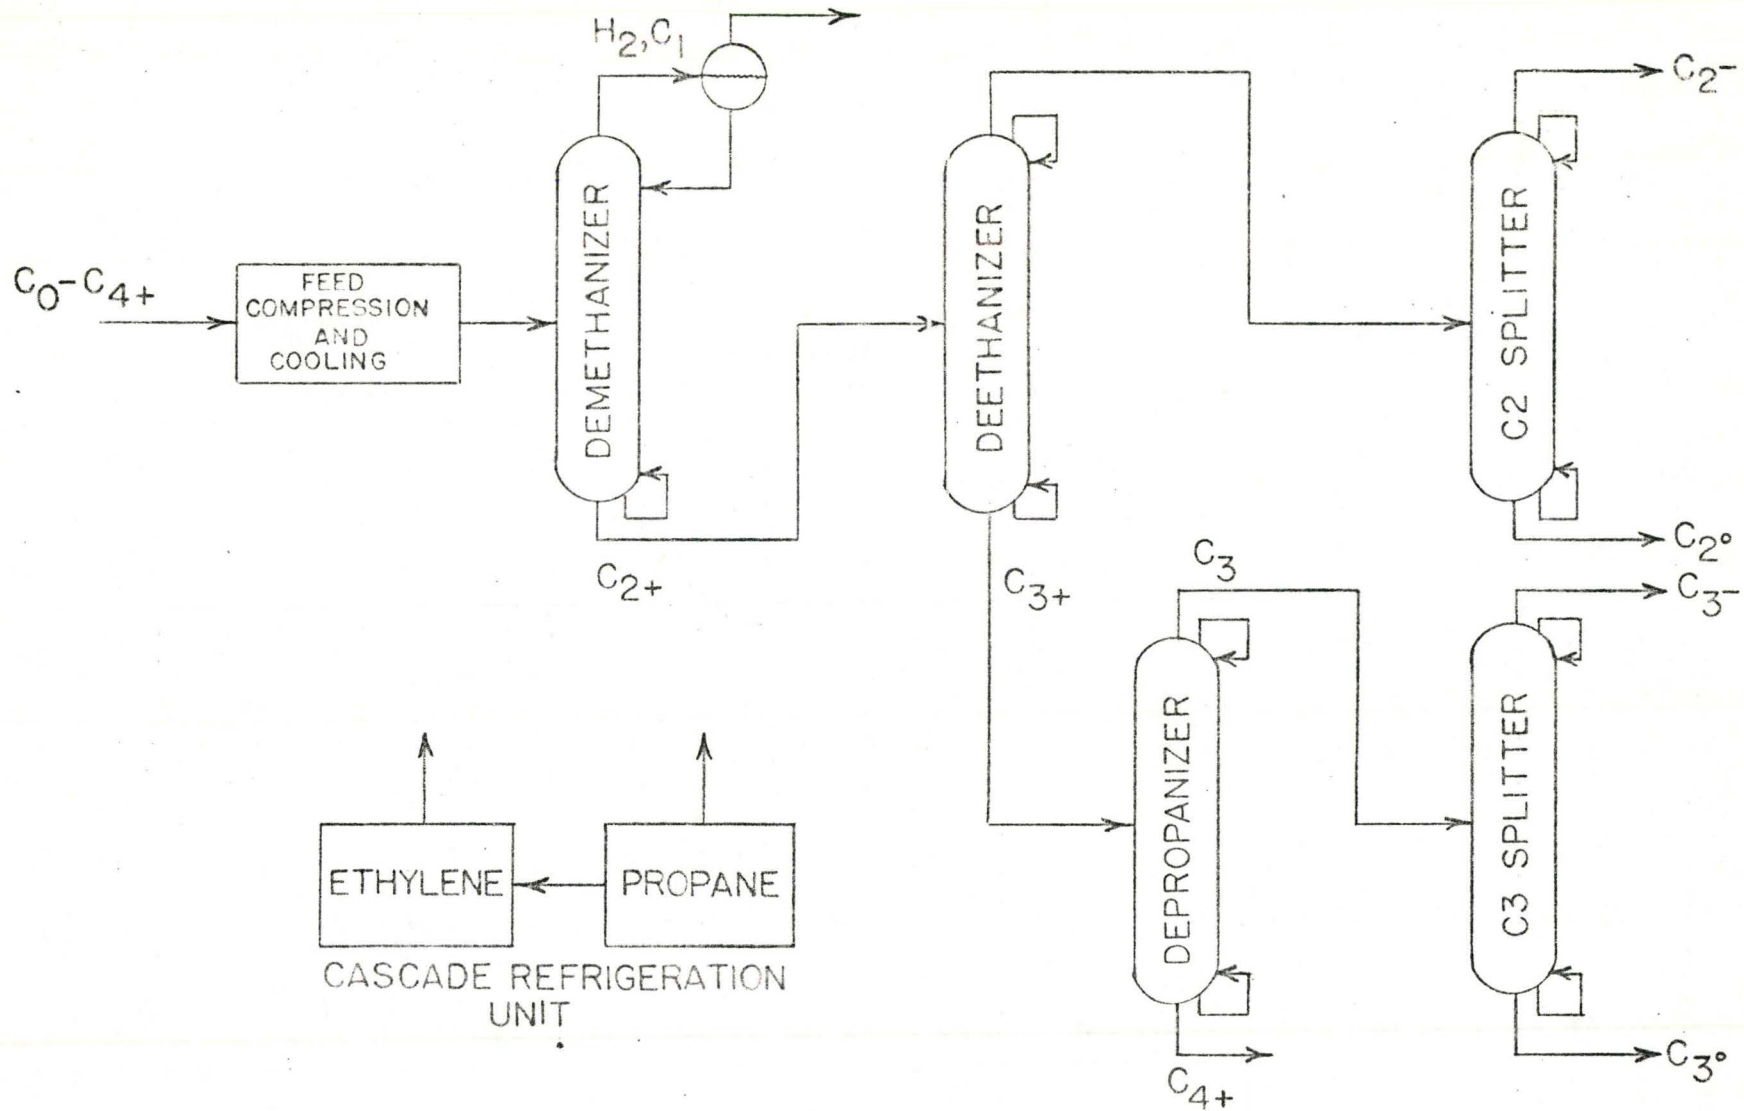 H₂,C₁
C₂-
C₀-C₄+
FEED
COMPRESSION
AND
COOLING
DEMETHANIZER
DEETHANIZER
C2 SPLITTER
C₂+
C₃+
C₃
C₂°
C₃-
DEPROPANIZER
C3 SPLITTER
ETHYLENE
PROPANE
CASCADE REFRIGERATION
UNIT
C₄+
C₃°